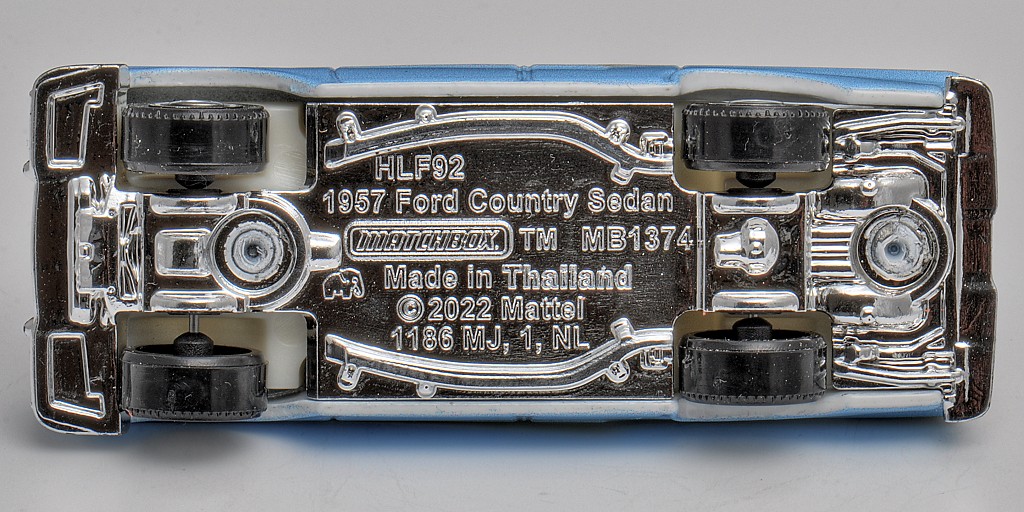 HLF92
1957 Ford Country Sedan
MATCHBOX TM MB1374
Made in Thailand
©2022 Mattel
1186 MJ, 1, NL